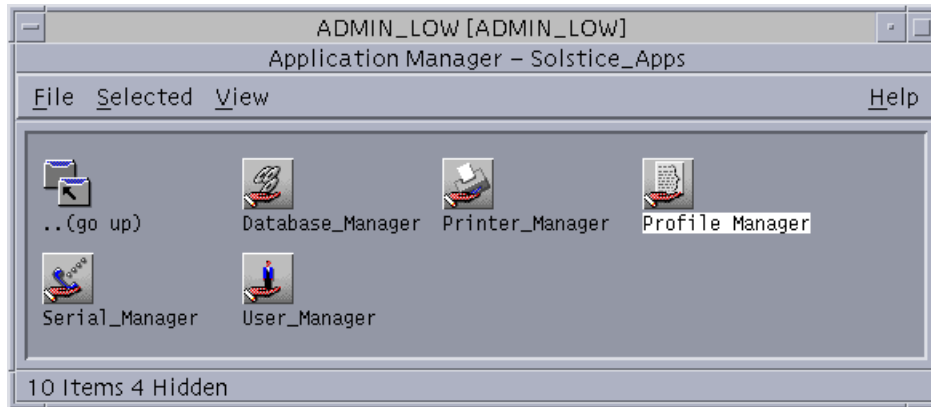 ADMIN_LOW [ADMIN_LOW]
Application Manager – Solstice_Apps
File Selected View Help
..(go up) Database_Manager Printer_Manager Profile Manager
Serial_Manager User_Manager
10 Items 4 Hidden